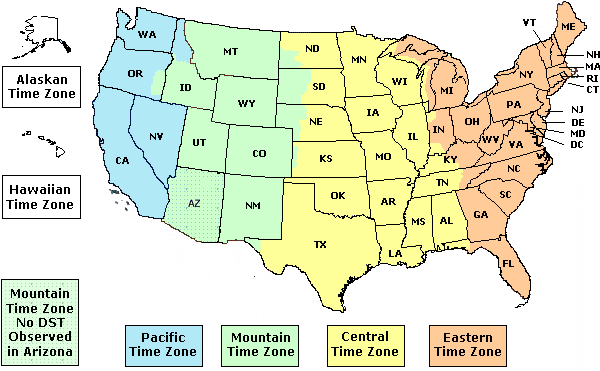 VT
ME
WA
MT
ND
MN
NH
MA
RI
CT
OR
ID
SD
WI
MI
NY
WY
NE
IA
PA
NJ
DE
MD
DC
NV
UT
CO
KS
MO
IL
IN
OH
WV
VA
KY
CA
AZ
NM
OK
AR
TN
NC
SC
TX
LA
MS
AL
GA
FL
Alaskan
Time Zone
Hawaiian
Time Zone
Mountain
Time Zone
No DST
Observed
in Arizona
Pacific
Time Zone
Mountain
Time Zone
Central
Time Zone
Eastern
Time Zone